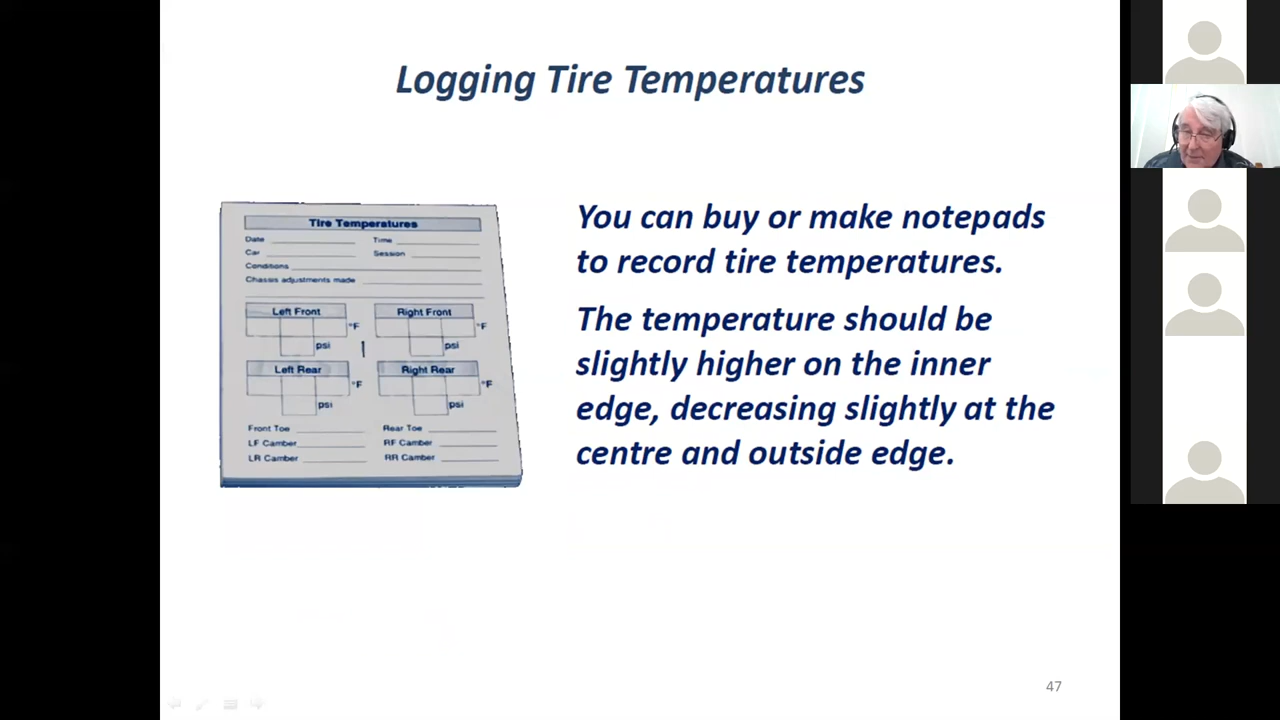 Logging Tire Temperatures
Tire Temperatures
Date Time
Car Session
Conditions
Chassis adjustments made
Left Front Right Front
°F °F
psi psi
Left Rear Right Rear
°F °F
psi psi
Front Toe Rear Toe
LF Camber RF Camber
LR Camber RR Camber
You can buy or make notepads
to record tire temperatures.
The temperature should be
slightly higher on the inner
edge, decreasing slightly at the
centre and outside edge.
47